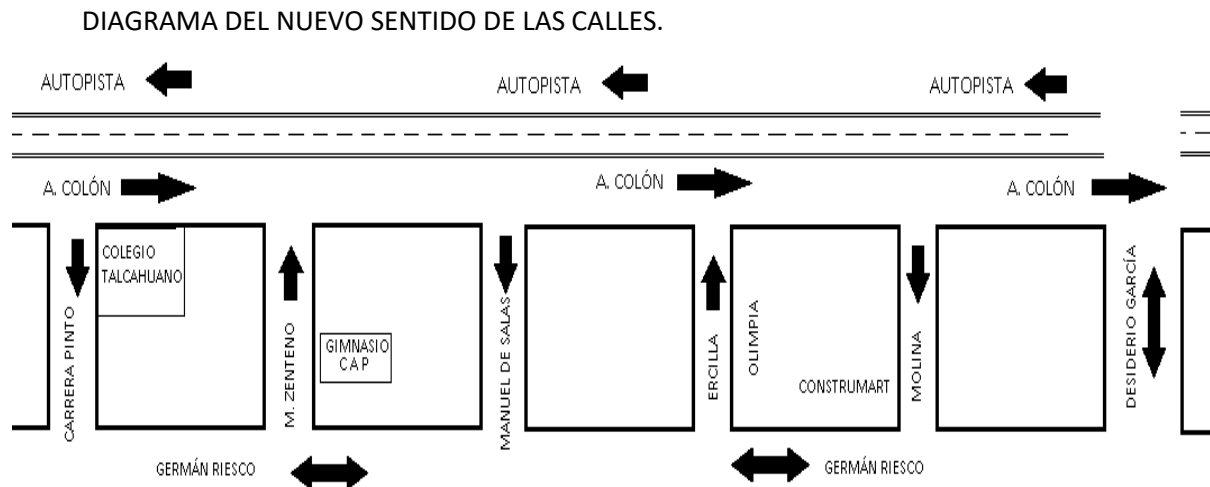 DIAGRAMA DEL NUEVO SENTIDO DE LAS CALLES.
AUTOPISTA
AUTOPISTA
AUTOPISTA
A. COLÓN
A. COLÓN
A. COLÓN
CARRERA PINTO
COLEGIO
TALCAHUANO
M. ZENTENO
GIMNASIO
C A P
MANUEL DE SALAS
ERCILLA
OLIMPIA
CONSTRUMART
MOLINA
DESIDERIO GARCÍA
GERMÁN RIESCO
GERMÁN RIESCO